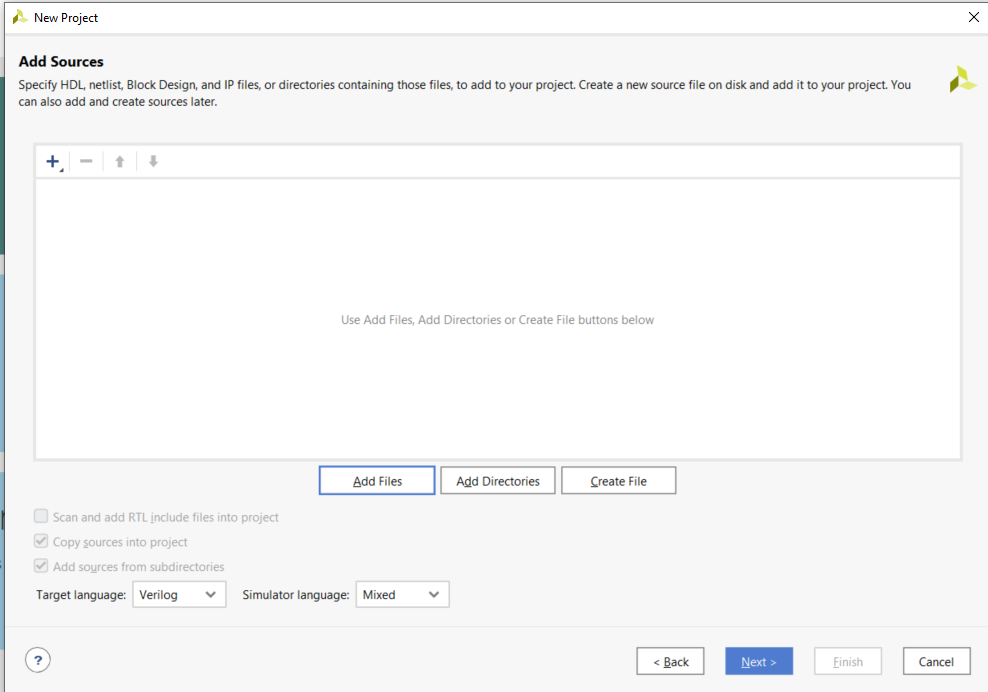 New Project
Add Sources
Specify HDL, netlist, Block Design, and IP files, or directories containing those files, to add to your project. Create a new source file on disk and add it to your project. You
can also add and create sources later.
Use Add Files, Add Directories or Create File buttons below
Add Files
Add Directories
Create File
Scan and add RTL include files into project
Copy sources into project
Add sources from subdirectories
Target language: Verilog Simulator language: Mixed
? < Back Next > Finish Cancel